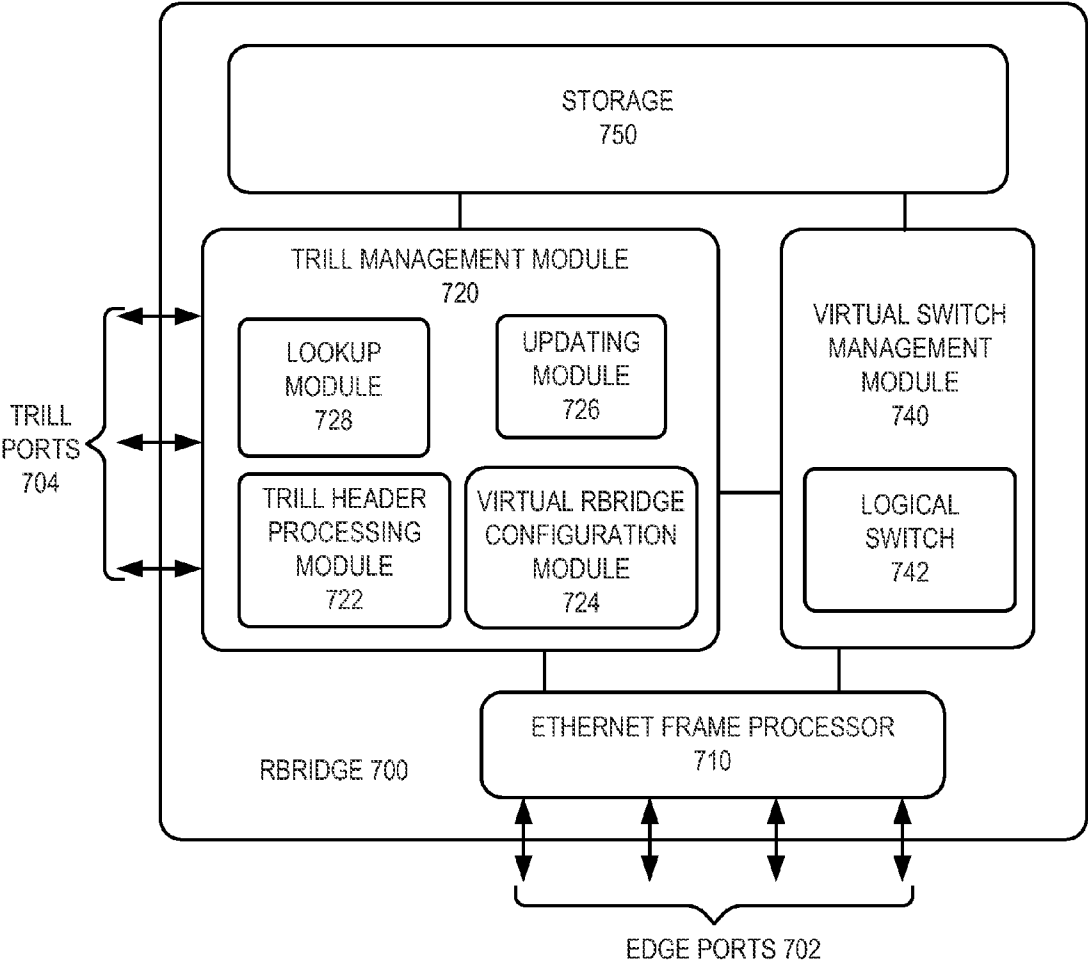 STORAGE
750
TRILL MANAGEMENT MODULE
720
LOOKUP
MODULE
728
UPDATING
MODULE
726
TRILL HEADER
PROCESSING
MODULE
722
VIRTUAL RBRIDGE
CONFIGURATION
MODULE
724
VIRTUAL SWITCH
MANAGEMENT
MODULE
740
LOGICAL
SWITCH
742
TRILL
PORTS
704
ETHERNET FRAME PROCESSOR
710
RBRIDGE 700
EDGE PORTS 702